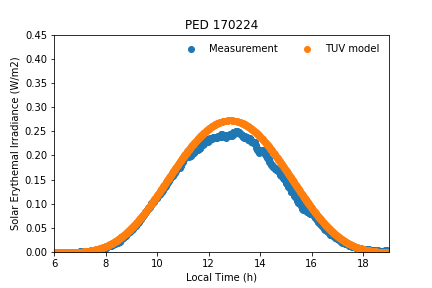 PED 170224
Measurement
TUV model
Solar Erythemal Irradiance (W/m2)
0.45
0.40
0.35
0.30
0.25
0.20
0.15
0.10
0.05
0.00
6 8 10 12 14 16 18
Local Time (h)